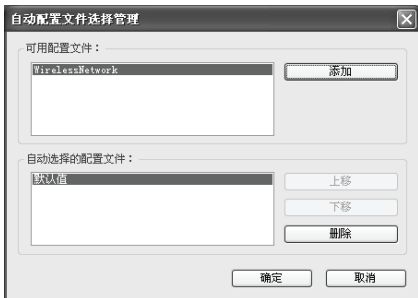 自动配置文件选择管理
可用配置文件：
WirelessNetwork
添加
自动选择的配置文件：
默认值
上移
下移
删除
确定
取消